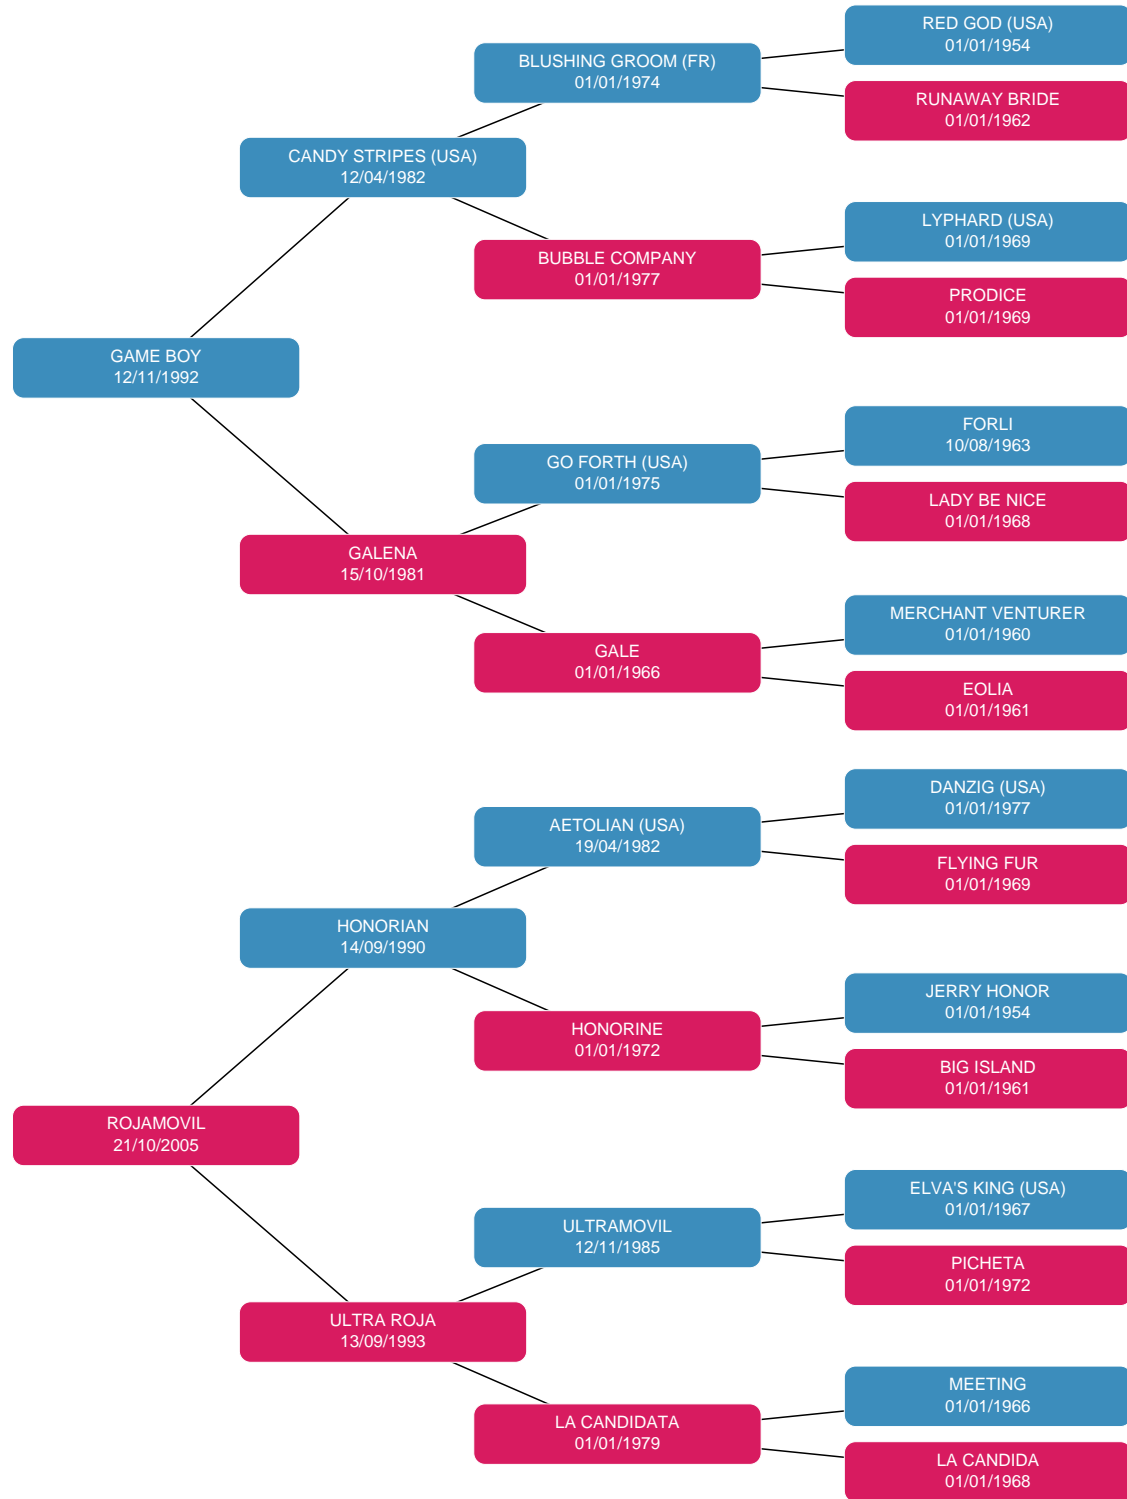 RED GOD (USA)
01/01/1954
BLUSHING GROOM (FR)
01/01/1974
RUNAWAY BRIDE
01/01/1962
CANDY STRIPES (USA)
12/04/1982
LYPHARD (USA)
01/01/1969
BUBBLE COMPANY
01/01/1977
PRODICE
01/01/1969
GAME BOY
12/11/1992
FORLI
10/08/1963
GO FORTH (USA)
01/01/1975
LADY BE NICE
01/01/1968
GALENA
15/10/1981
MERCHANT VENTURER
01/01/1960
GALE
01/01/1966
EOLIA
01/01/1961
DANZIG (USA)
01/01/1977
AETOLIAN (USA)
19/04/1982
FLYING FUR
01/01/1969
HONORIAN
14/09/1990
JERRY HONOR
01/01/1954
HONORINE
01/01/1972
BIG ISLAND
01/01/1961
ROJAMOVIL
21/10/2005
ELVA'S KING (USA)
01/01/1967
ULTRAMOVIL
12/11/1985
PICHETA
01/01/1972
ULTRA ROJA
13/09/1993
MEETING
01/01/1966
LA CANDIDATA
01/01/1979
LA CANDIDA
01/01/1968